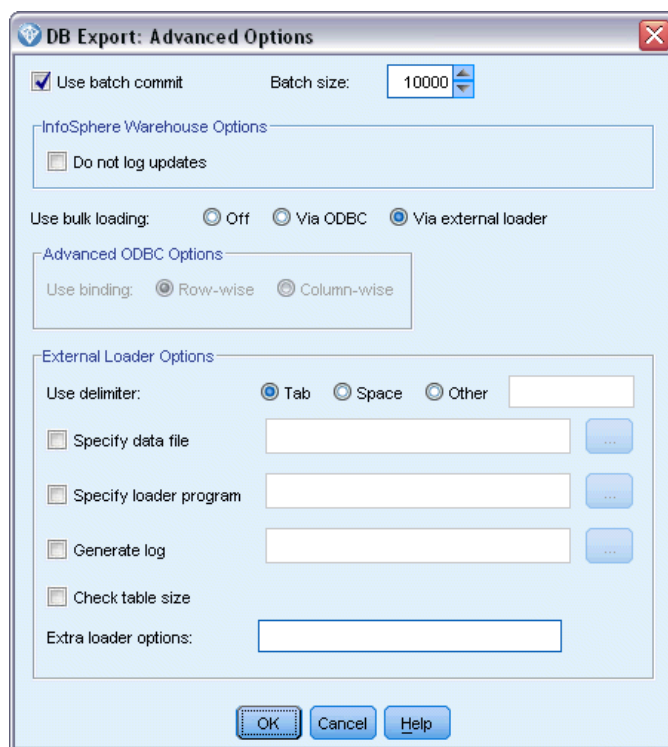 DB Export: Advanced Options
Use batch commit Batch size: 10000
InfoSphere Warehouse Options
Do not log updates
Use bulk loading: Off Via ODBC Via external loader
Advanced ODBC Options
Use binding: Row-wise Column-wise
External Loader Options
Use delimiter: Tab Space Other
Specify data file ...
Specify loader program ...
Generate log ...
Check table size
Extra loader options:
OK Cancel Help